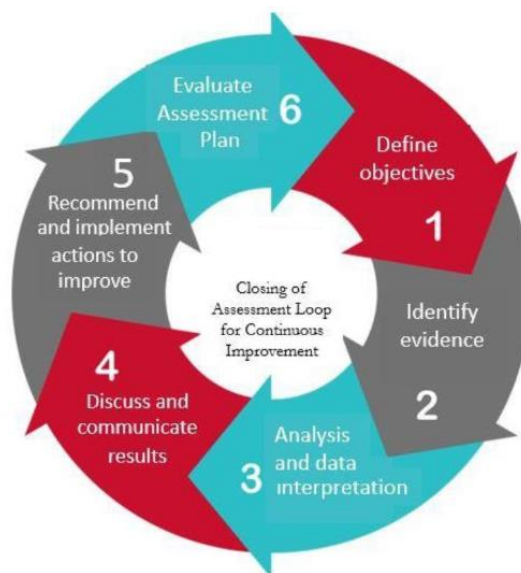 Define
objectives
1
Identify
evidence
2
Analysis
and data
interpretation
3
4
Discuss and
communicate
results
5
Recommend
and implement
actions to
improve
Evaluate
Assessment
Plan
6
Closing of
Assessment Loop
for Continuous
Improvement